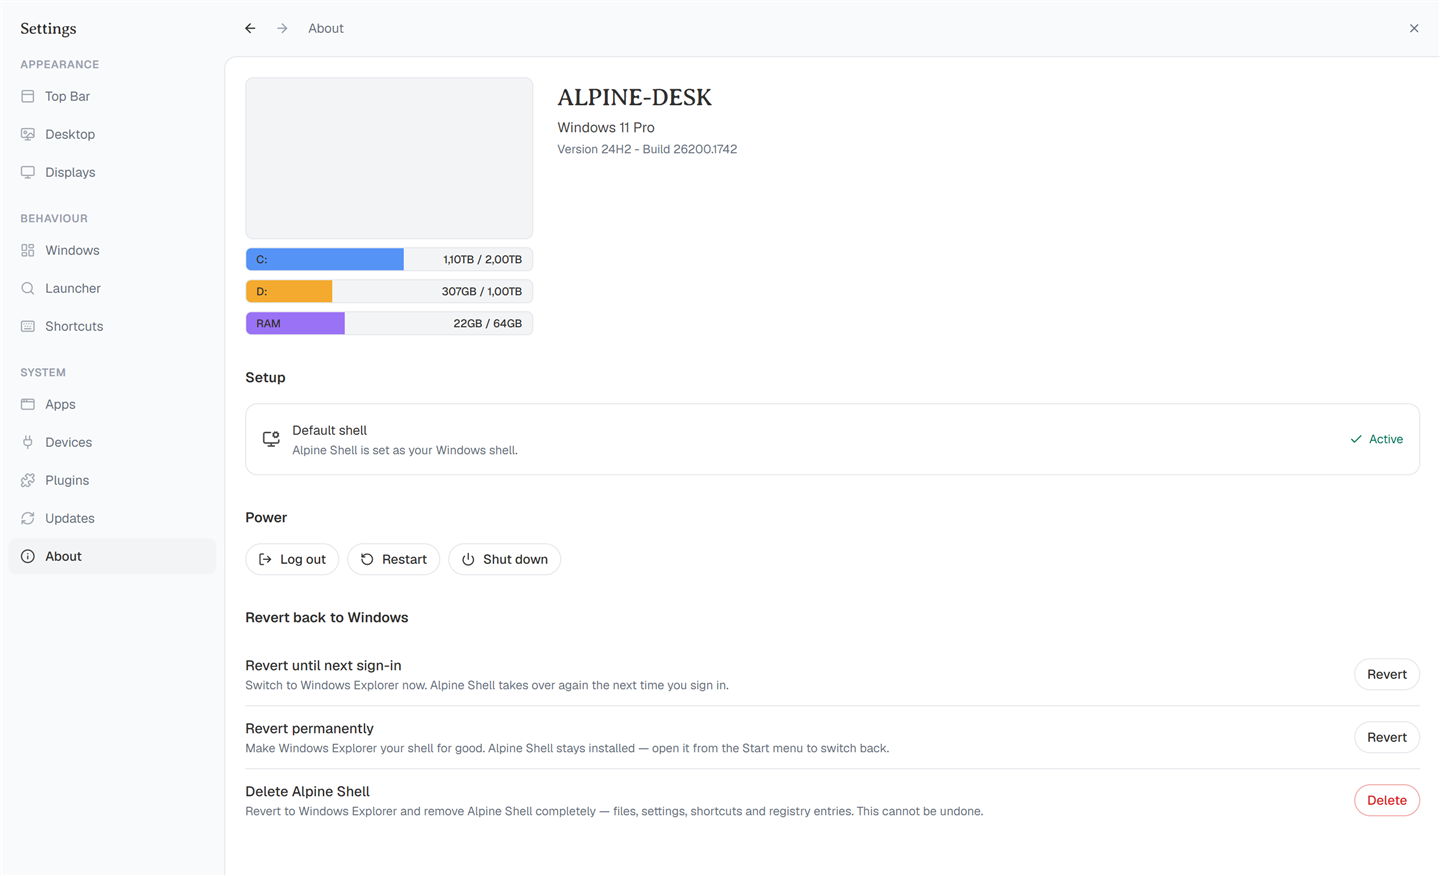 Settings
About
APPEARANCE
Top Bar
Desktop
Displays
BEHAVIOUR
Windows
Launcher
Shortcuts
SYSTEM
Apps
Devices
Plugins
Updates
About
ALPINE-DESK
Windows 11 Pro
Version 24H2 - Build 26200.1742
C: 1,10TB / 2,00TB
D: 307GB / 1,00TB
RAM 22GB / 64GB
Setup
Default shell
Alpine Shell is set as your Windows shell.
Active
Power
Log out
Restart
Shut down
Revert back to Windows
Revert until next sign-in
Switch to Windows Explorer now. Alpine Shell takes over again the next time you sign in.
Revert
Revert permanently
Make Windows Explorer your shell for good. Alpine Shell stays installed — open it from the Start menu to switch back.
Revert
Delete Alpine Shell
Revert to Windows Explorer and remove Alpine Shell completely — files, settings, shortcuts and registry entries. This cannot be undone.
Delete